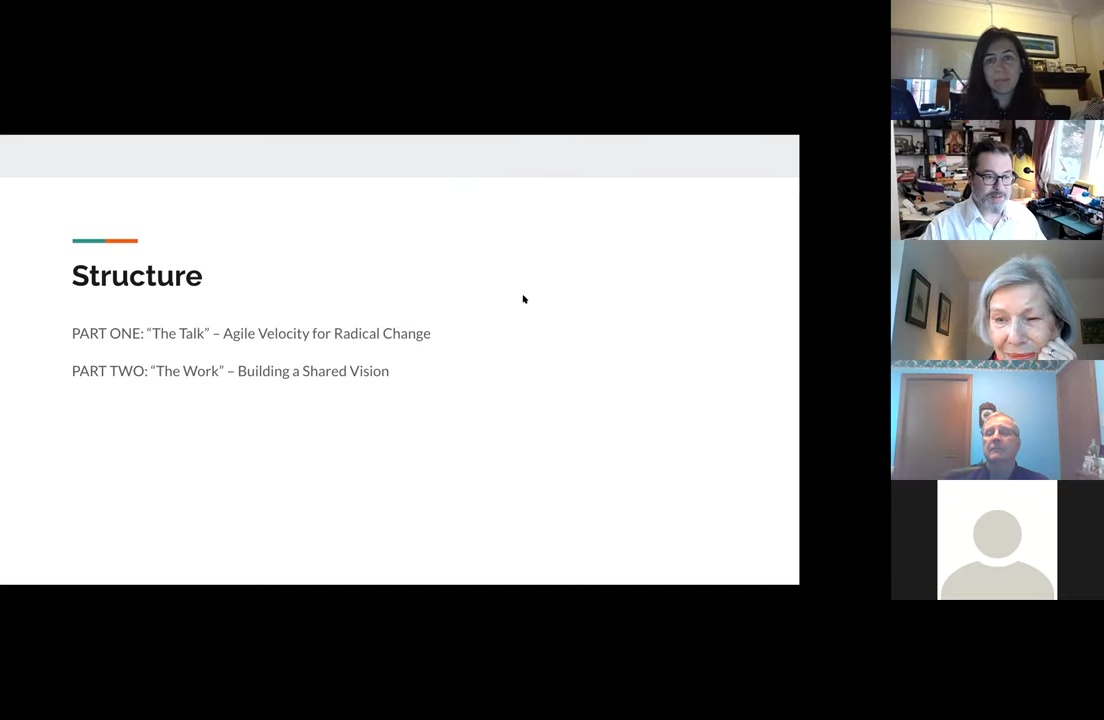 Structure
PART ONE: “The Talk” – Agile Velocity for Radical Change
PART TWO: “The Work” – Building a Shared Vision